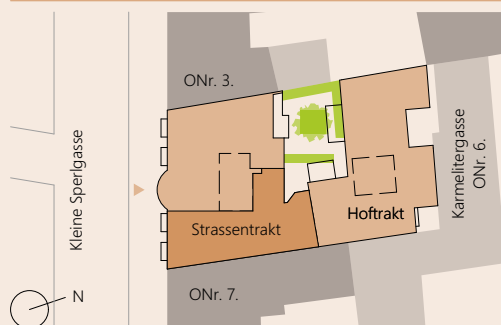 ONr. 3.
Kleine Sperlgasse
Karmelitergasse
ONr. 6.
Hoftrakt
Strassentrakt
ONr. 7.
N